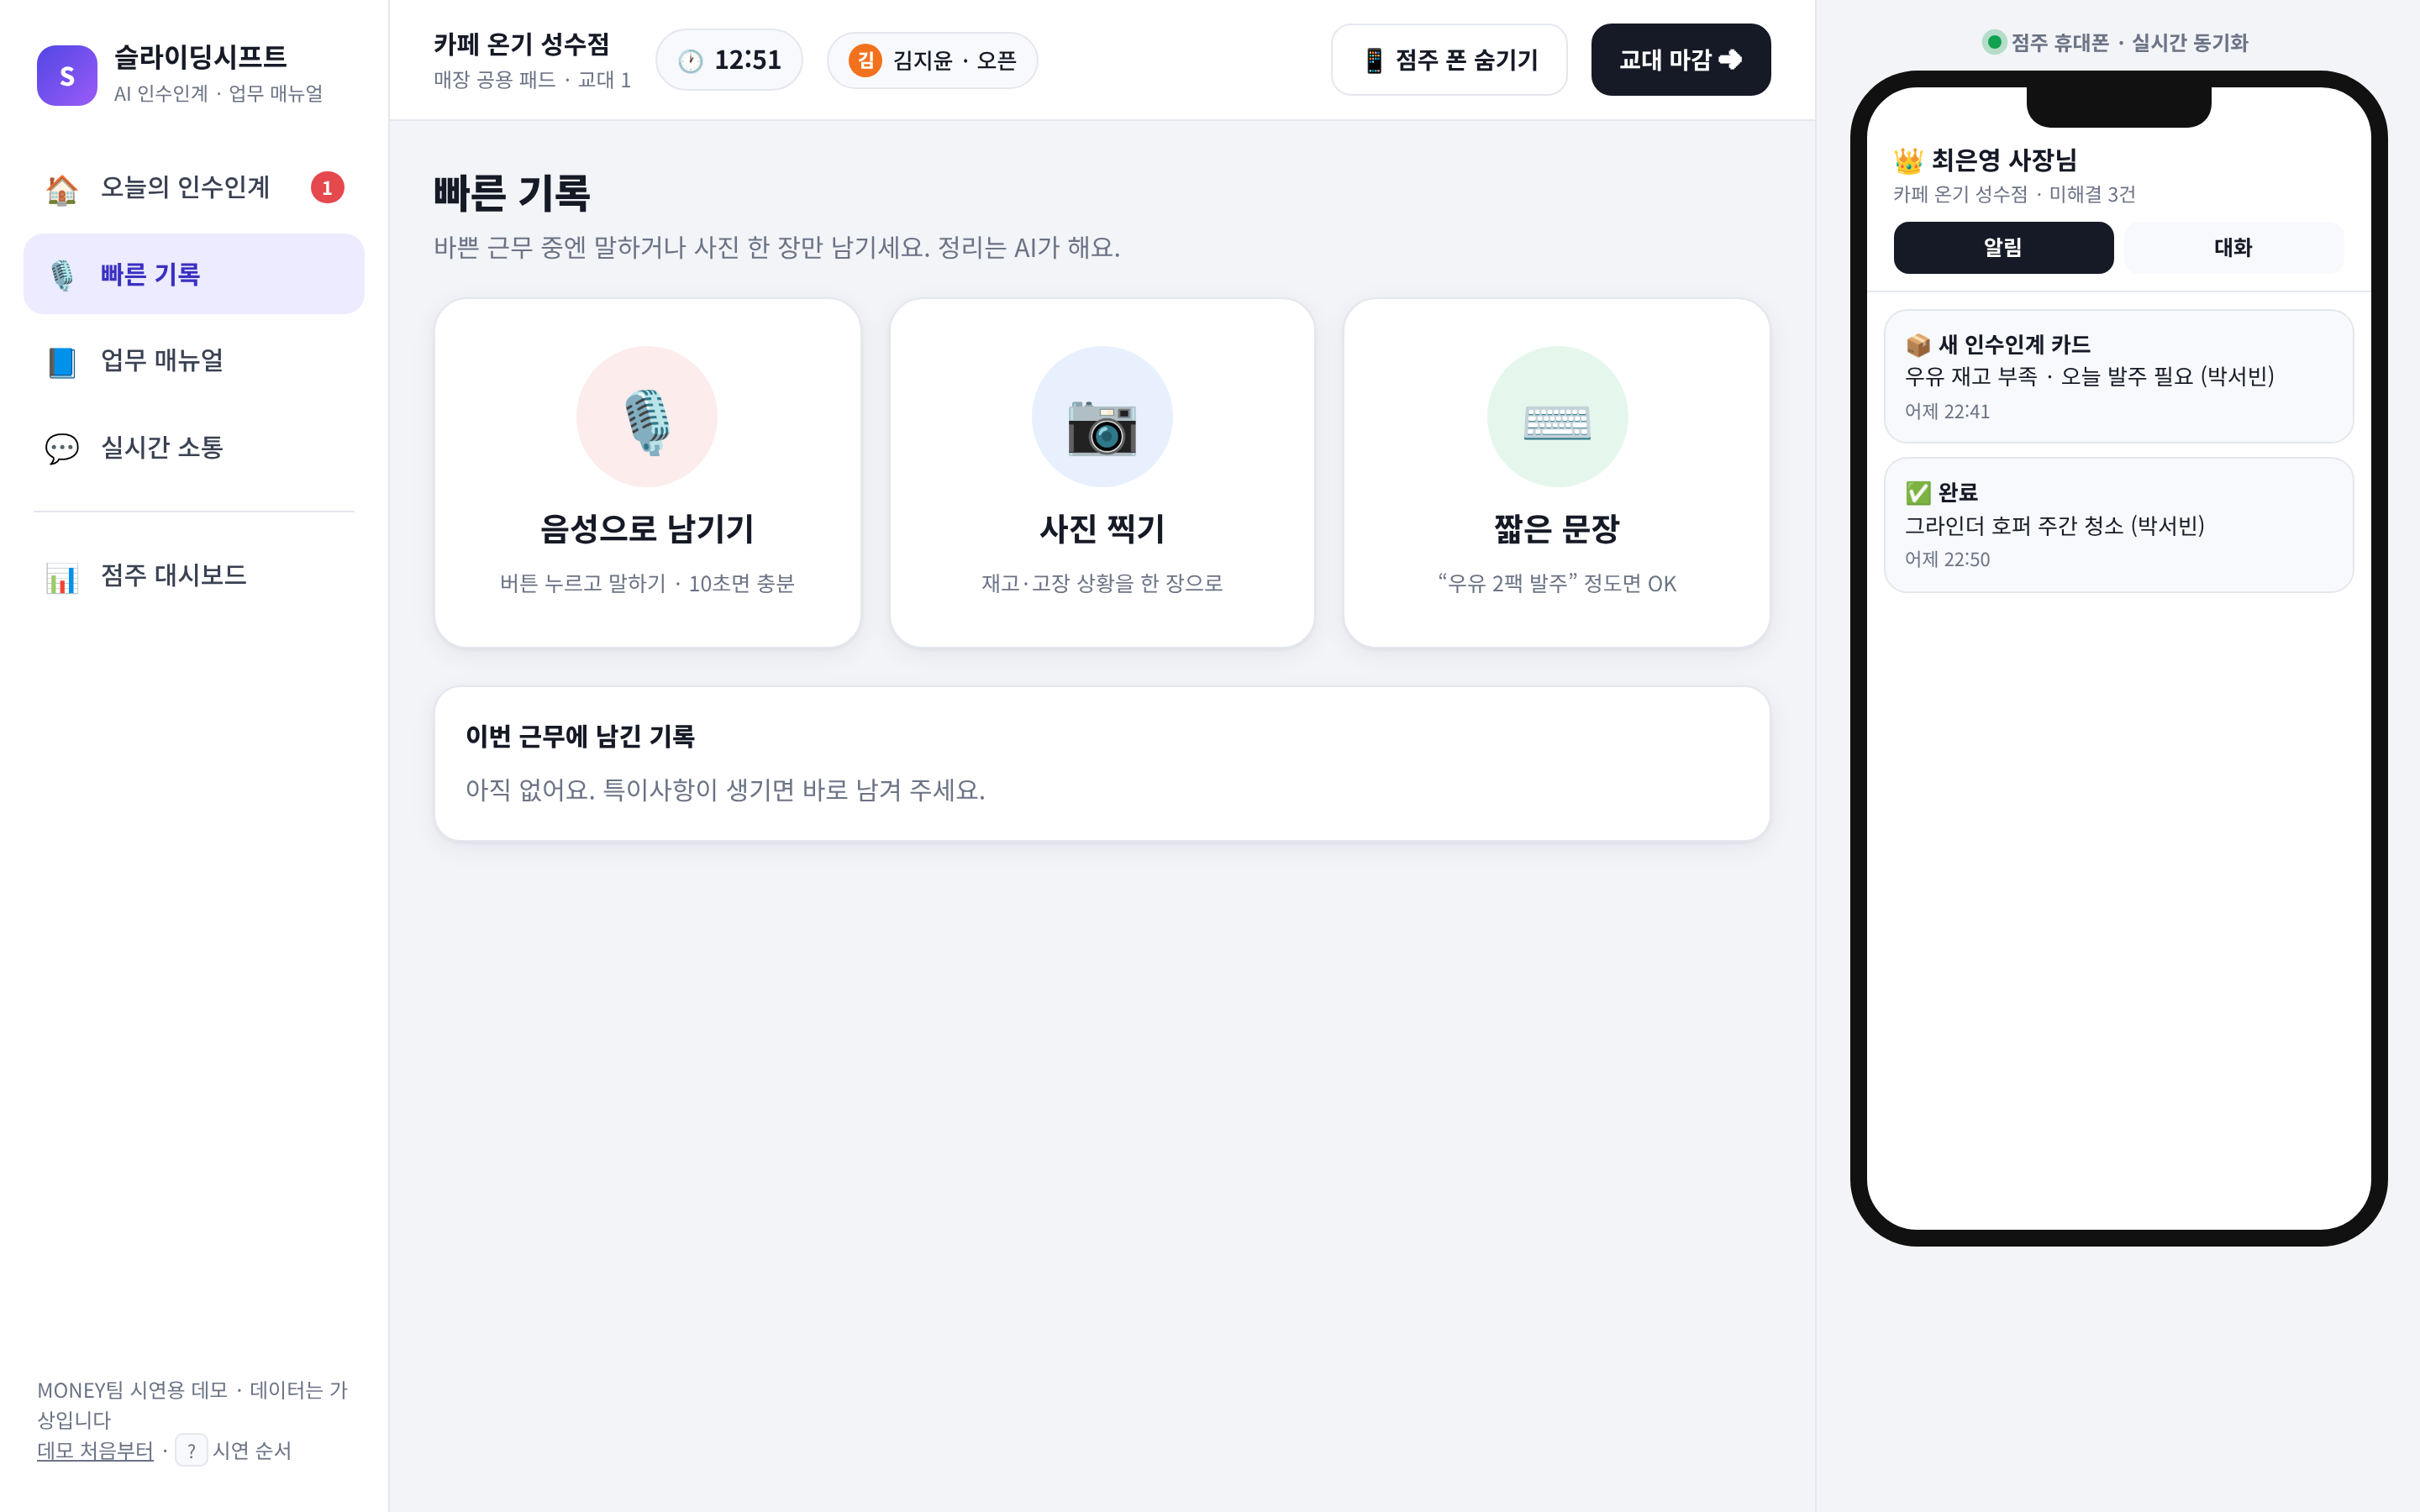 S
슬라이딩시프트
AI 인수인계 · 업무 매뉴얼
오늘의 인수인계
1
빠른 기록
업무 매뉴얼
실시간 소통
점주 대시보드
MONEY팀 시연용 데모 · 데이터는 가
상입니다
데모 처음부터 · ? 시연 순서
카페 온기 성수점
매장 공용 패드 · 교대 1
12:51
김 김지윤 · 오픈
점주 폰 숨기기
교대 마감 →
빠른 기록
바쁜 근무 중엔 말하거나 사진 한 장만 남기세요. 정리는 AI가 해요.
음성으로 남기기
버튼 누르고 말하기 · 10초면 충분
사진 찍기
재고·고장 상황을 한 장으로
짧은 문장
“우유 2팩 발주” 정도면 OK
이번 근무에 남긴 기록
아직 없어요. 특이사항이 생기면 바로 남겨 주세요.
점주 휴대폰 · 실시간 동기화
최은영 사장님
카페 온기 성수점 · 미해결 3건
알림
대화
새 인수인계 카드
우유 재고 부족 · 오늘 발주 필요 (박서빈)
어제 22:41
완료
그라인더 호퍼 주간 청소 (박서빈)
어제 22:50